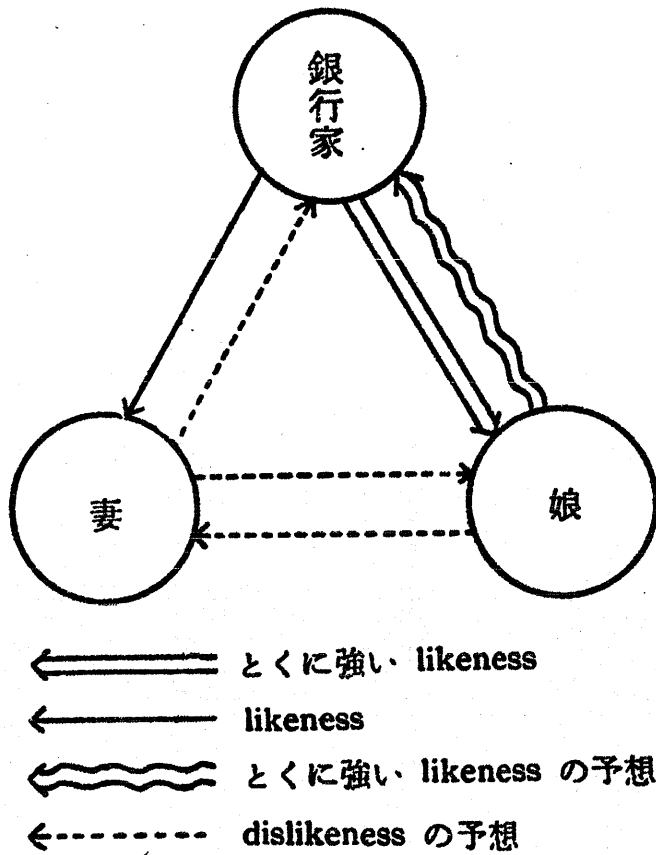 銀行家
妻
娘
とくに強い likeness
likeness
とくに強い likeness の予想
dislikeness の予想